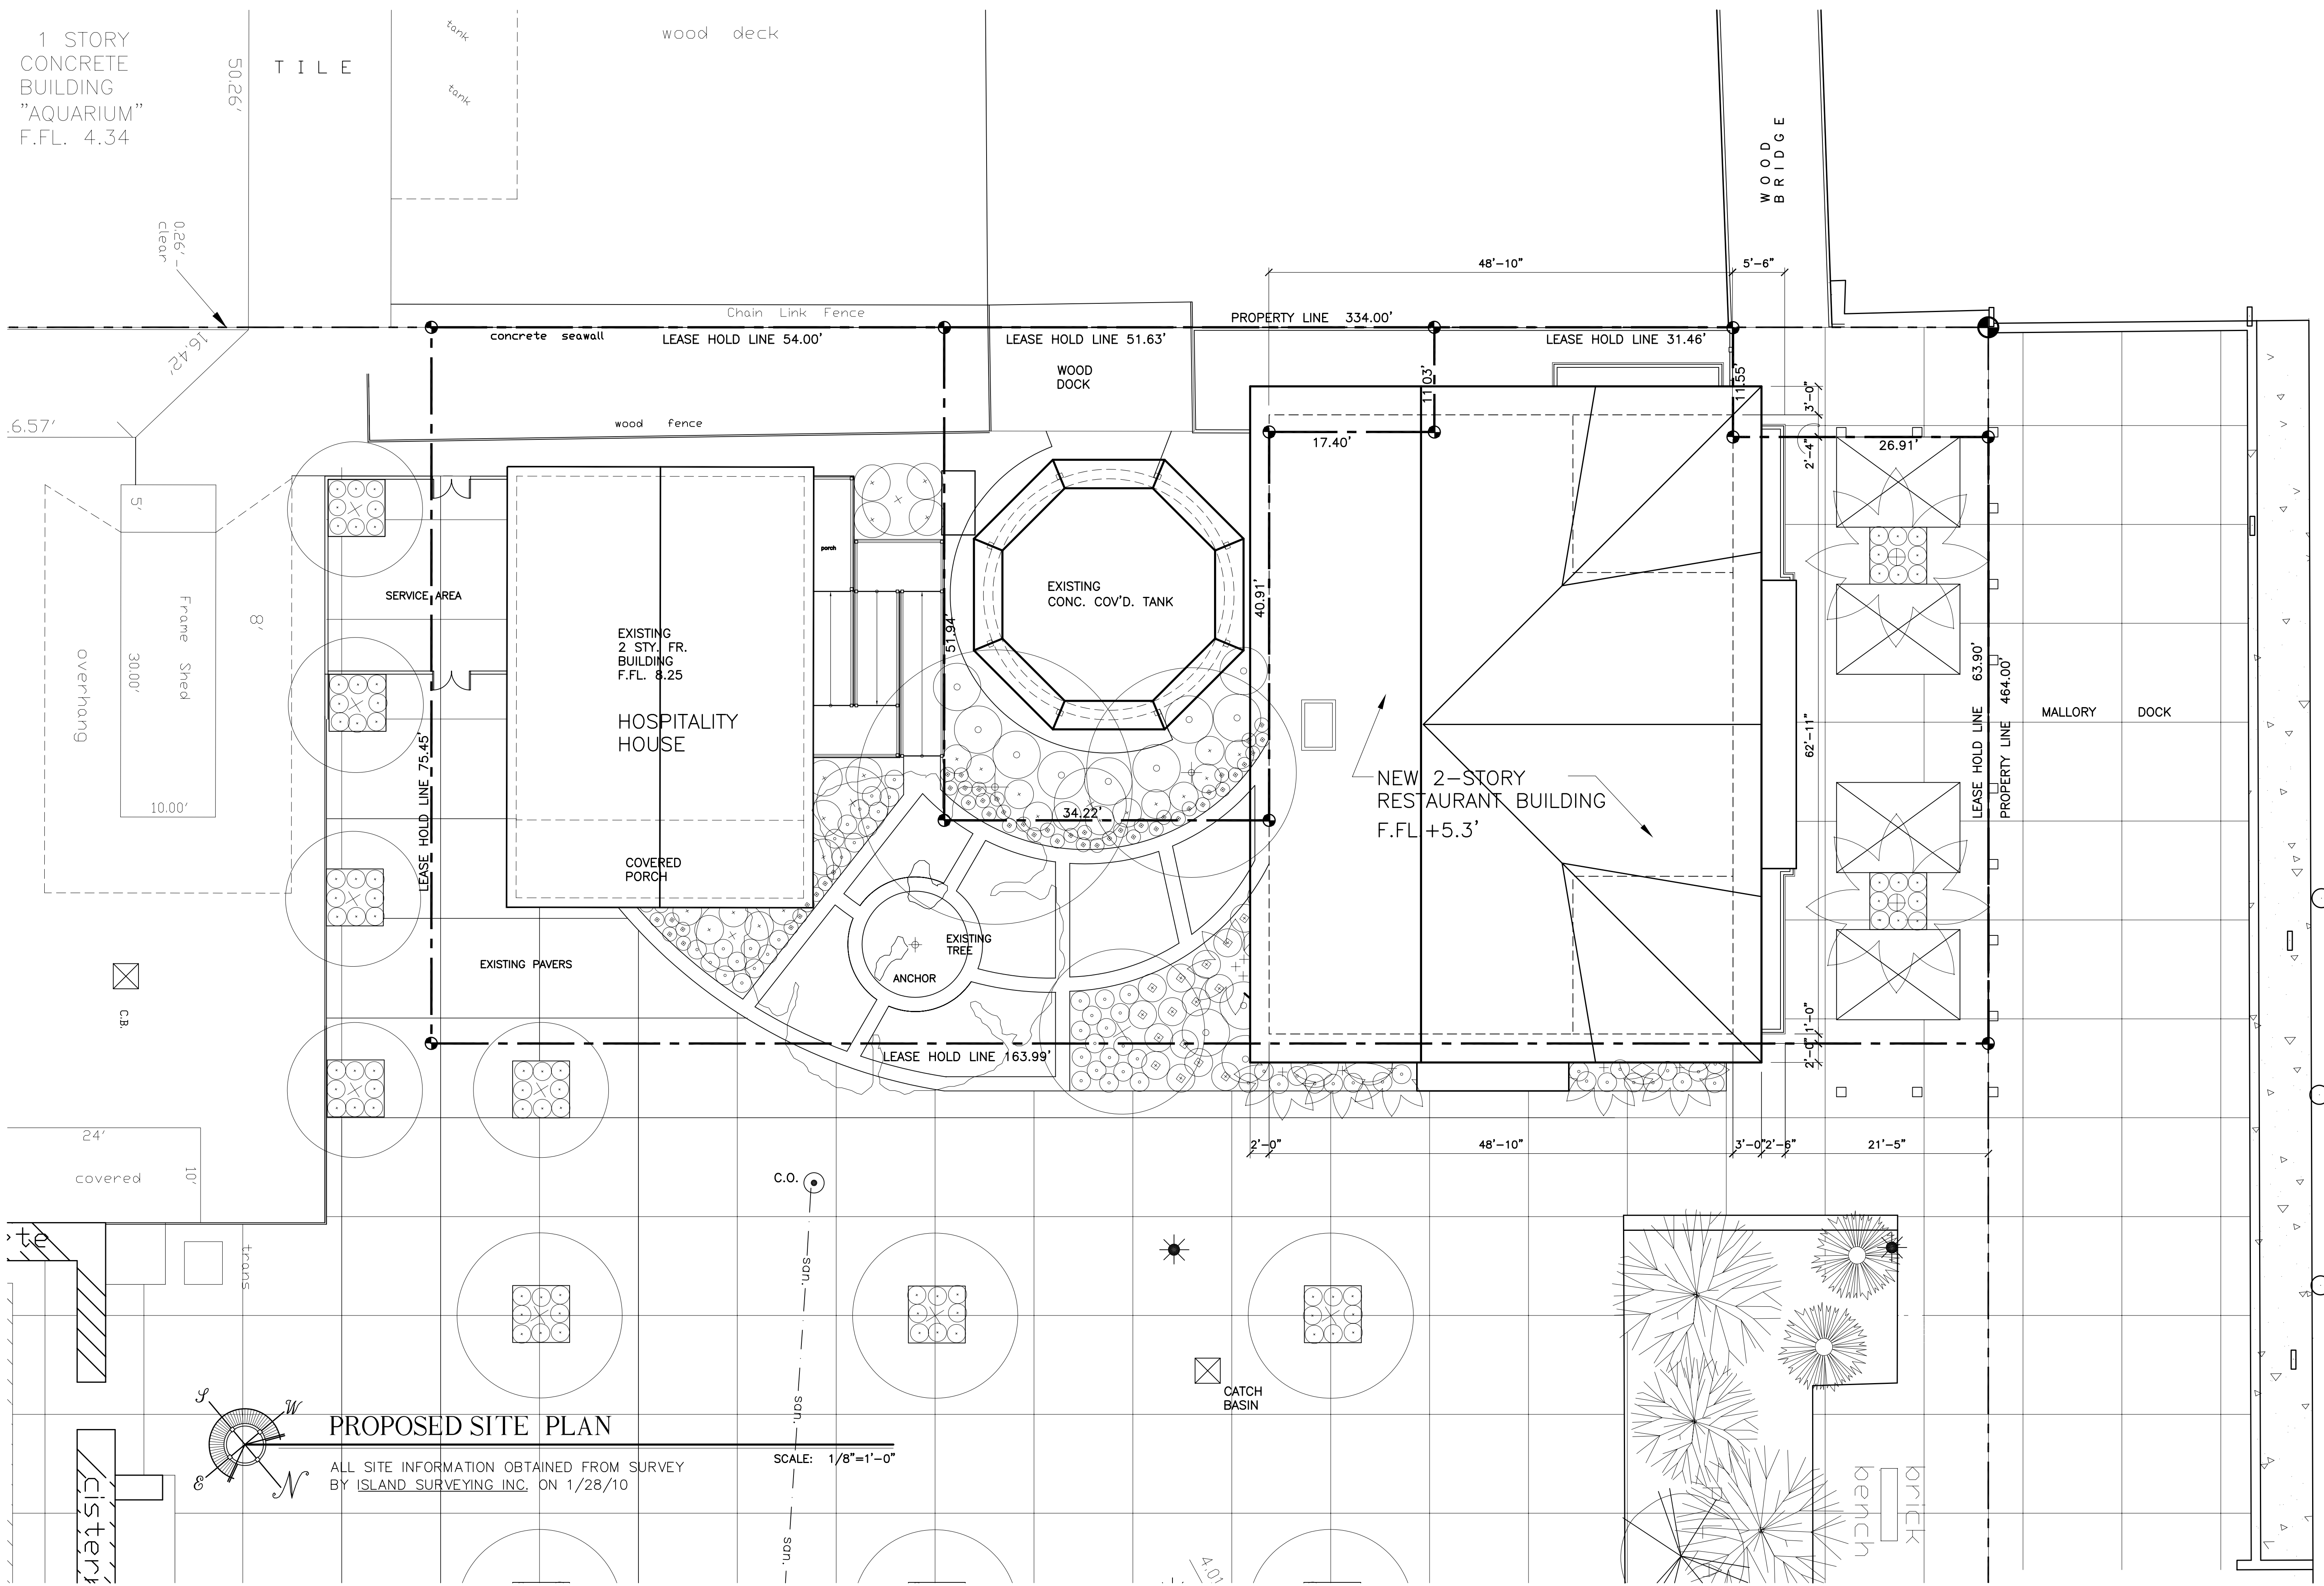 1 STORY
CONCRETE
BUILDING
"AQUARIUM"
F.FL. 4.34
50.26'
TILE
tank
tank
wood deck
WOOD
BRIDGE
0.26'
clear
16.42'
.6.57'
Chain Link Fence
concrete seawall
LEASE HOLD LINE 54.00'
LEASE HOLD LINE 51.63'
PROPERTY LINE 334.00'
LEASE HOLD LINE 31.46'
48'-10"
5'-6"
WOOD
DOCK
wood fence
11.03'
11.55'
17.40'
3'-0"
2'-4"
26.91'
5'
Frame Shed
30.00'
10.00'
8'
overhang
SERVICE AREA
porch
EXISTING
2 STY. FR.
BUILDING
F.FL. 8.25
HOSPITALITY
HOUSE
COVERED
PORCH
LEASE HOLD LINE 75.45'
51.94'
EXISTING
CONC. COV'D. TANK
40.91'
34.22'
NEW 2-STORY
RESTAURANT BUILDING
F.FL +5.3'
62'-11"
LEASE HOLD LINE 63.90'
PROPERTY LINE 464.00'
MALLORY DOCK
EXISTING PAVERS
EXISTING
TREE
ANCHOR
C.B.
LEASE HOLD LINE 163.99'
1'-0"
2'-0"
2'-0"
48'-10"
3'-0"
2'-6"
21'-5"
24'
10'
covered
C.O.
trans
san.
san.
san.
CATCH
BASIN
cistern
brick
bench
4.01
S
W
E
N
PROPOSED SITE PLAN
SCALE: 1/8"=1'-0"
ALL SITE INFORMATION OBTAINED FROM SURVEY
BY ISLAND SURVEYING INC. ON 1/28/10